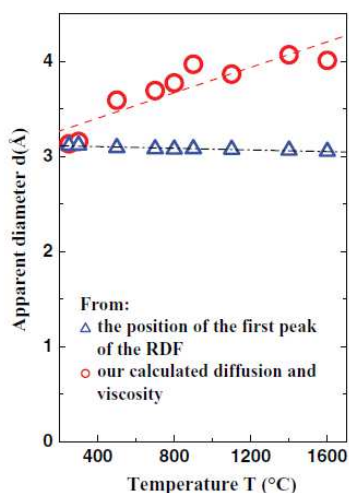 4
3
2
1
0
Apparent diameter d(Å)
From:
the position of the first peak
of the RDF
our calculated diffusion and
viscosity
400 800 1200 1600
Temperature T (°C)